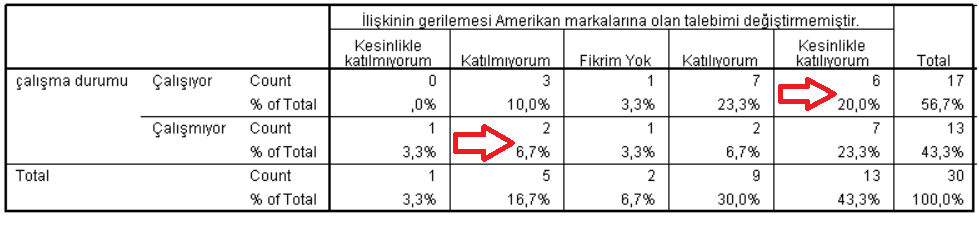 İlişkinin gerilemesi Amerikan markalarına olan talebimi değiştirmemiştir.
Kesinlikle katılmıyorum Katılmıyorum Fikrim Yok Katılıyorum Kesinlikle katılıyorum Total
çalışma durumu Çalışıyor Count 0 3 1 7 6 17
% of Total ,0% 10,0% 3,3% 23,3% 20,0% 56,7%
Çalışmıyor Count 1 2 1 2 7 13
% of Total 3,3% 6,7% 3,3% 6,7% 23,3% 43,3%
Total Count 1 5 2 9 13 30
% of Total 3,3% 16,7% 6,7% 30,0% 43,3% 100,0%